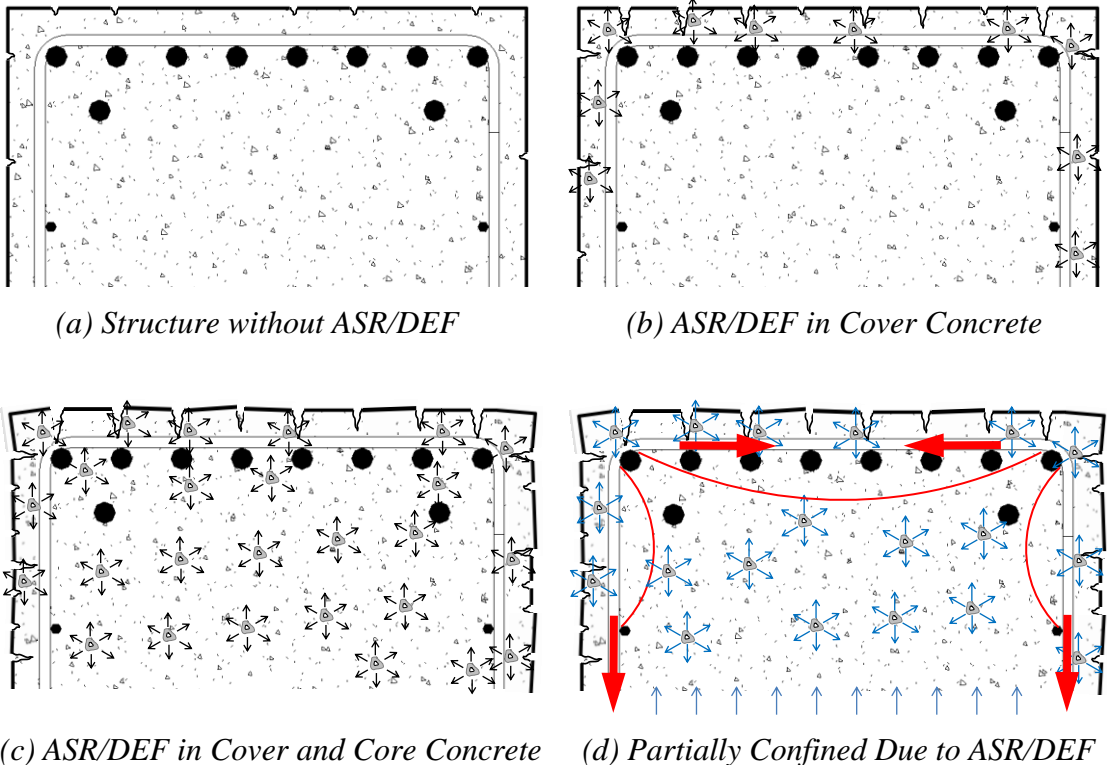 (a) Structure without ASR/DEF
(b) ASR/DEF in Cover Concrete
(c) ASR/DEF in Cover and Core Concrete
(d) Partially Confined Due to ASR/DEF